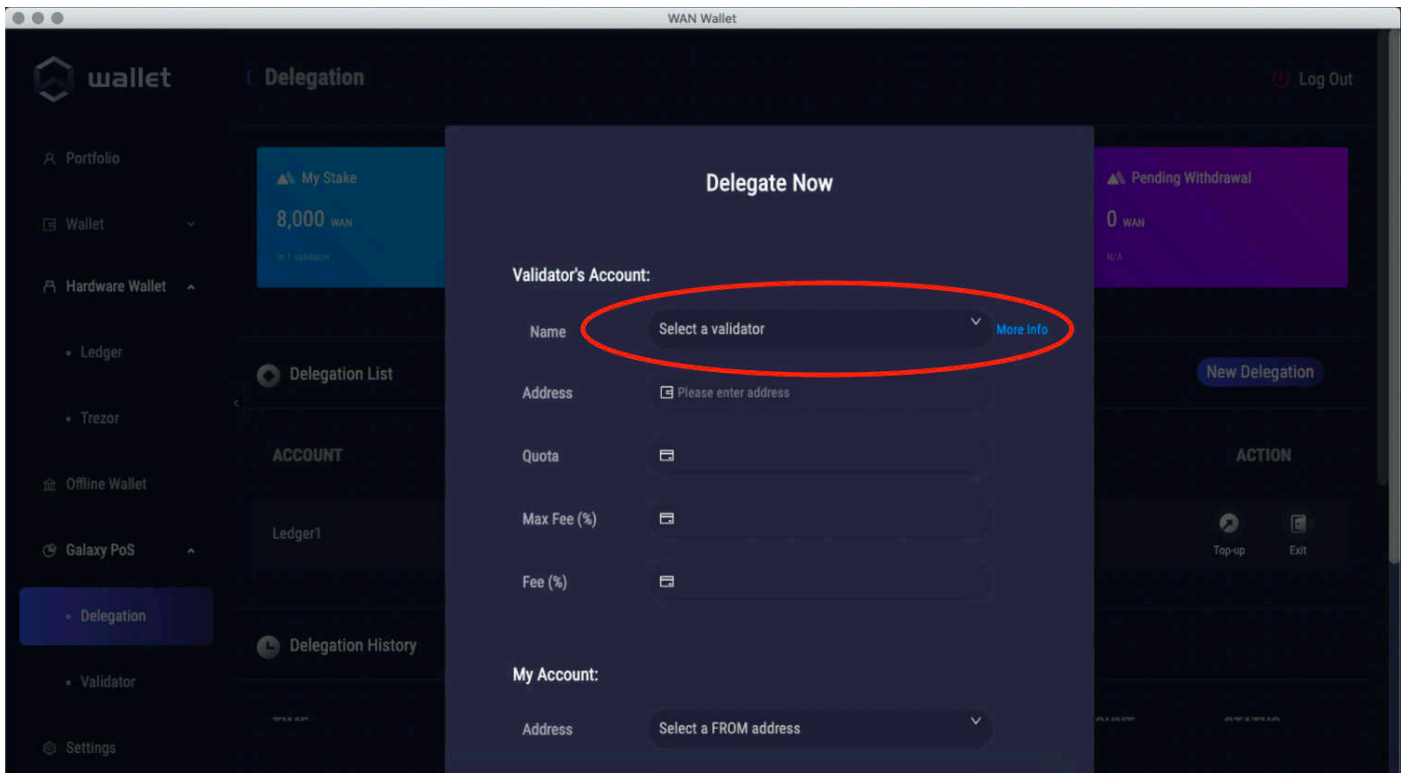 WAN Wallet
wallet
Delegation
Log Out
Portfolio
Wallet
Hardware Wallet
Ledger
Trezor
Offline Wallet
Galaxy PoS
Delegation
Validator
Settings
My Stake
8,000 WAN
In 1 validator
Pending Withdrawal
0 WAN
N/A
Delegation List
New Delegation
ACCOUNT
ACTION
Ledger1
Top-up
Exit
Delegation History
Delegate Now
Validator's Account:
Name
Select a validator
More Info
Address
Please enter address
Quota
Max Fee (%)
Fee (%)
My Account:
Address
Select a FROM address